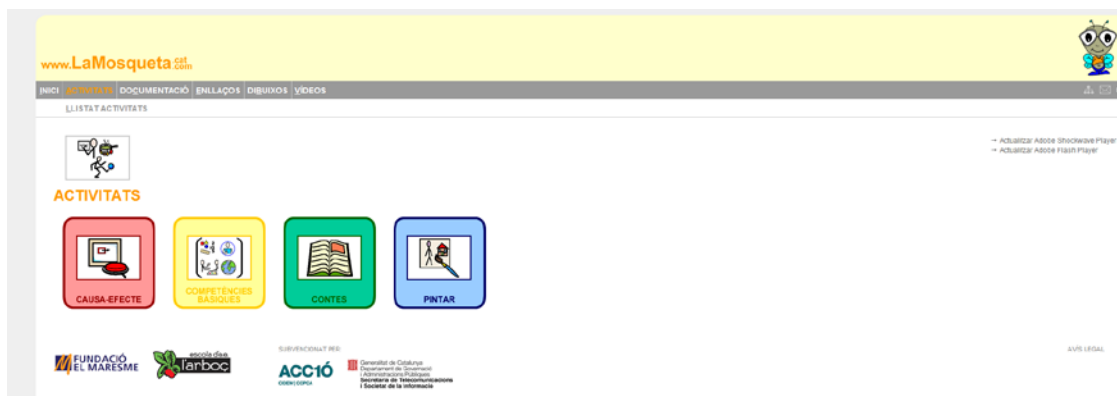 www.LaMosqueta cat
.com
INICI ACTIVITATS DOCUMENTACIÓ ENLLAÇOS DIBUIXOS VÍDEOS
LLISTAT ACTIVITATS
→ Actualitzar Adobe Shockwave Player
→ Actualitzar Adobe Flash Player
ACTIVITATS
CAUSA-EFECTE
COMPETÈNCIES
BÀSIQUES
CONTES
PINTAR
FUNDACIÓ
EL MARESME
escola d'e.e.
l'arboç
SUBVENCIONAT PER:
ACC1Ó
CIDEM | COPCA
Generalitat de Catalunya
Departament de Governació
i Administracions Públiques
Secretaria de Telecomunicacions
i Societat de la Informació
AVÍS LEGAL